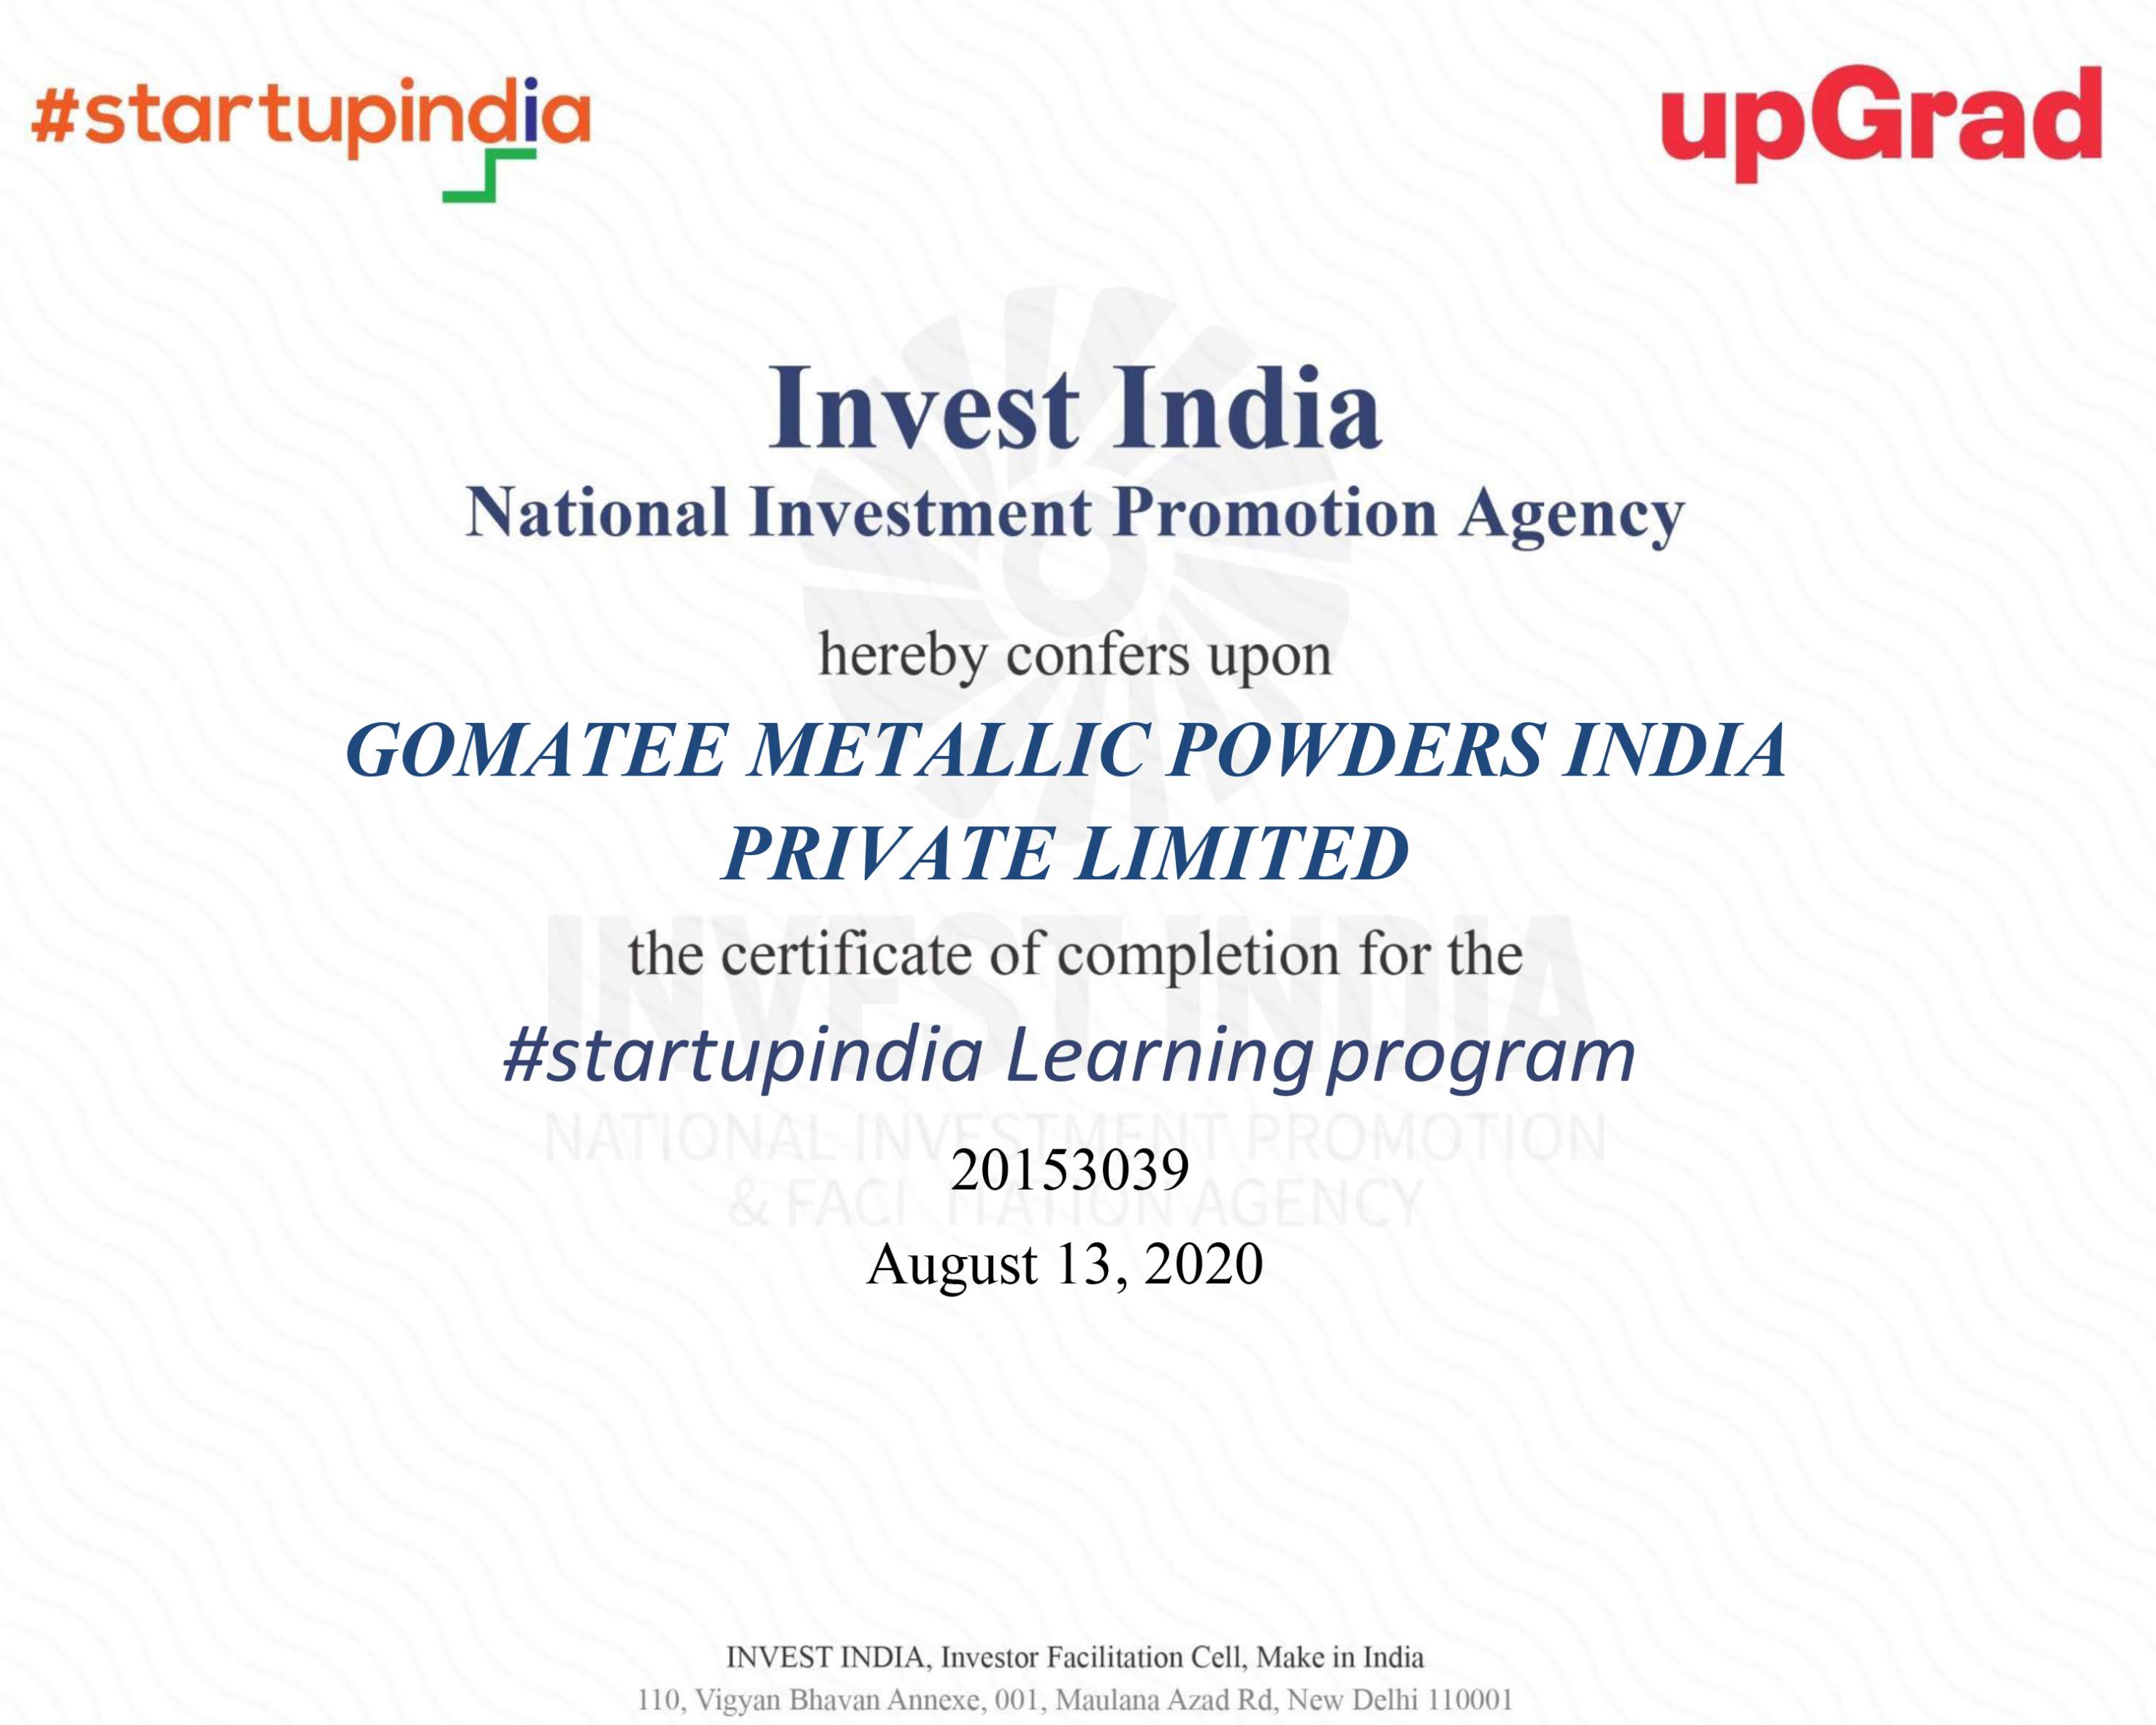 #startupindia
upGrad
Invest India
National Investment Promotion Agency
hereby confers upon
GOMATEE METALLIC POWDERS INDIA
PRIVATE LIMITED
INVEST INDIA
the certificate of completion for the
#startupindia Learning program
NATIONAL INVESTMENT PROMOTION
20153039
& FACI ITATION AGENCY
August 13, 2020
INVEST INDIA, Investor Facilitation Cell, Make in India
110, Vigyan Bhavan Annexe, 001, Maulana Azad Rd, New Delhi 110001